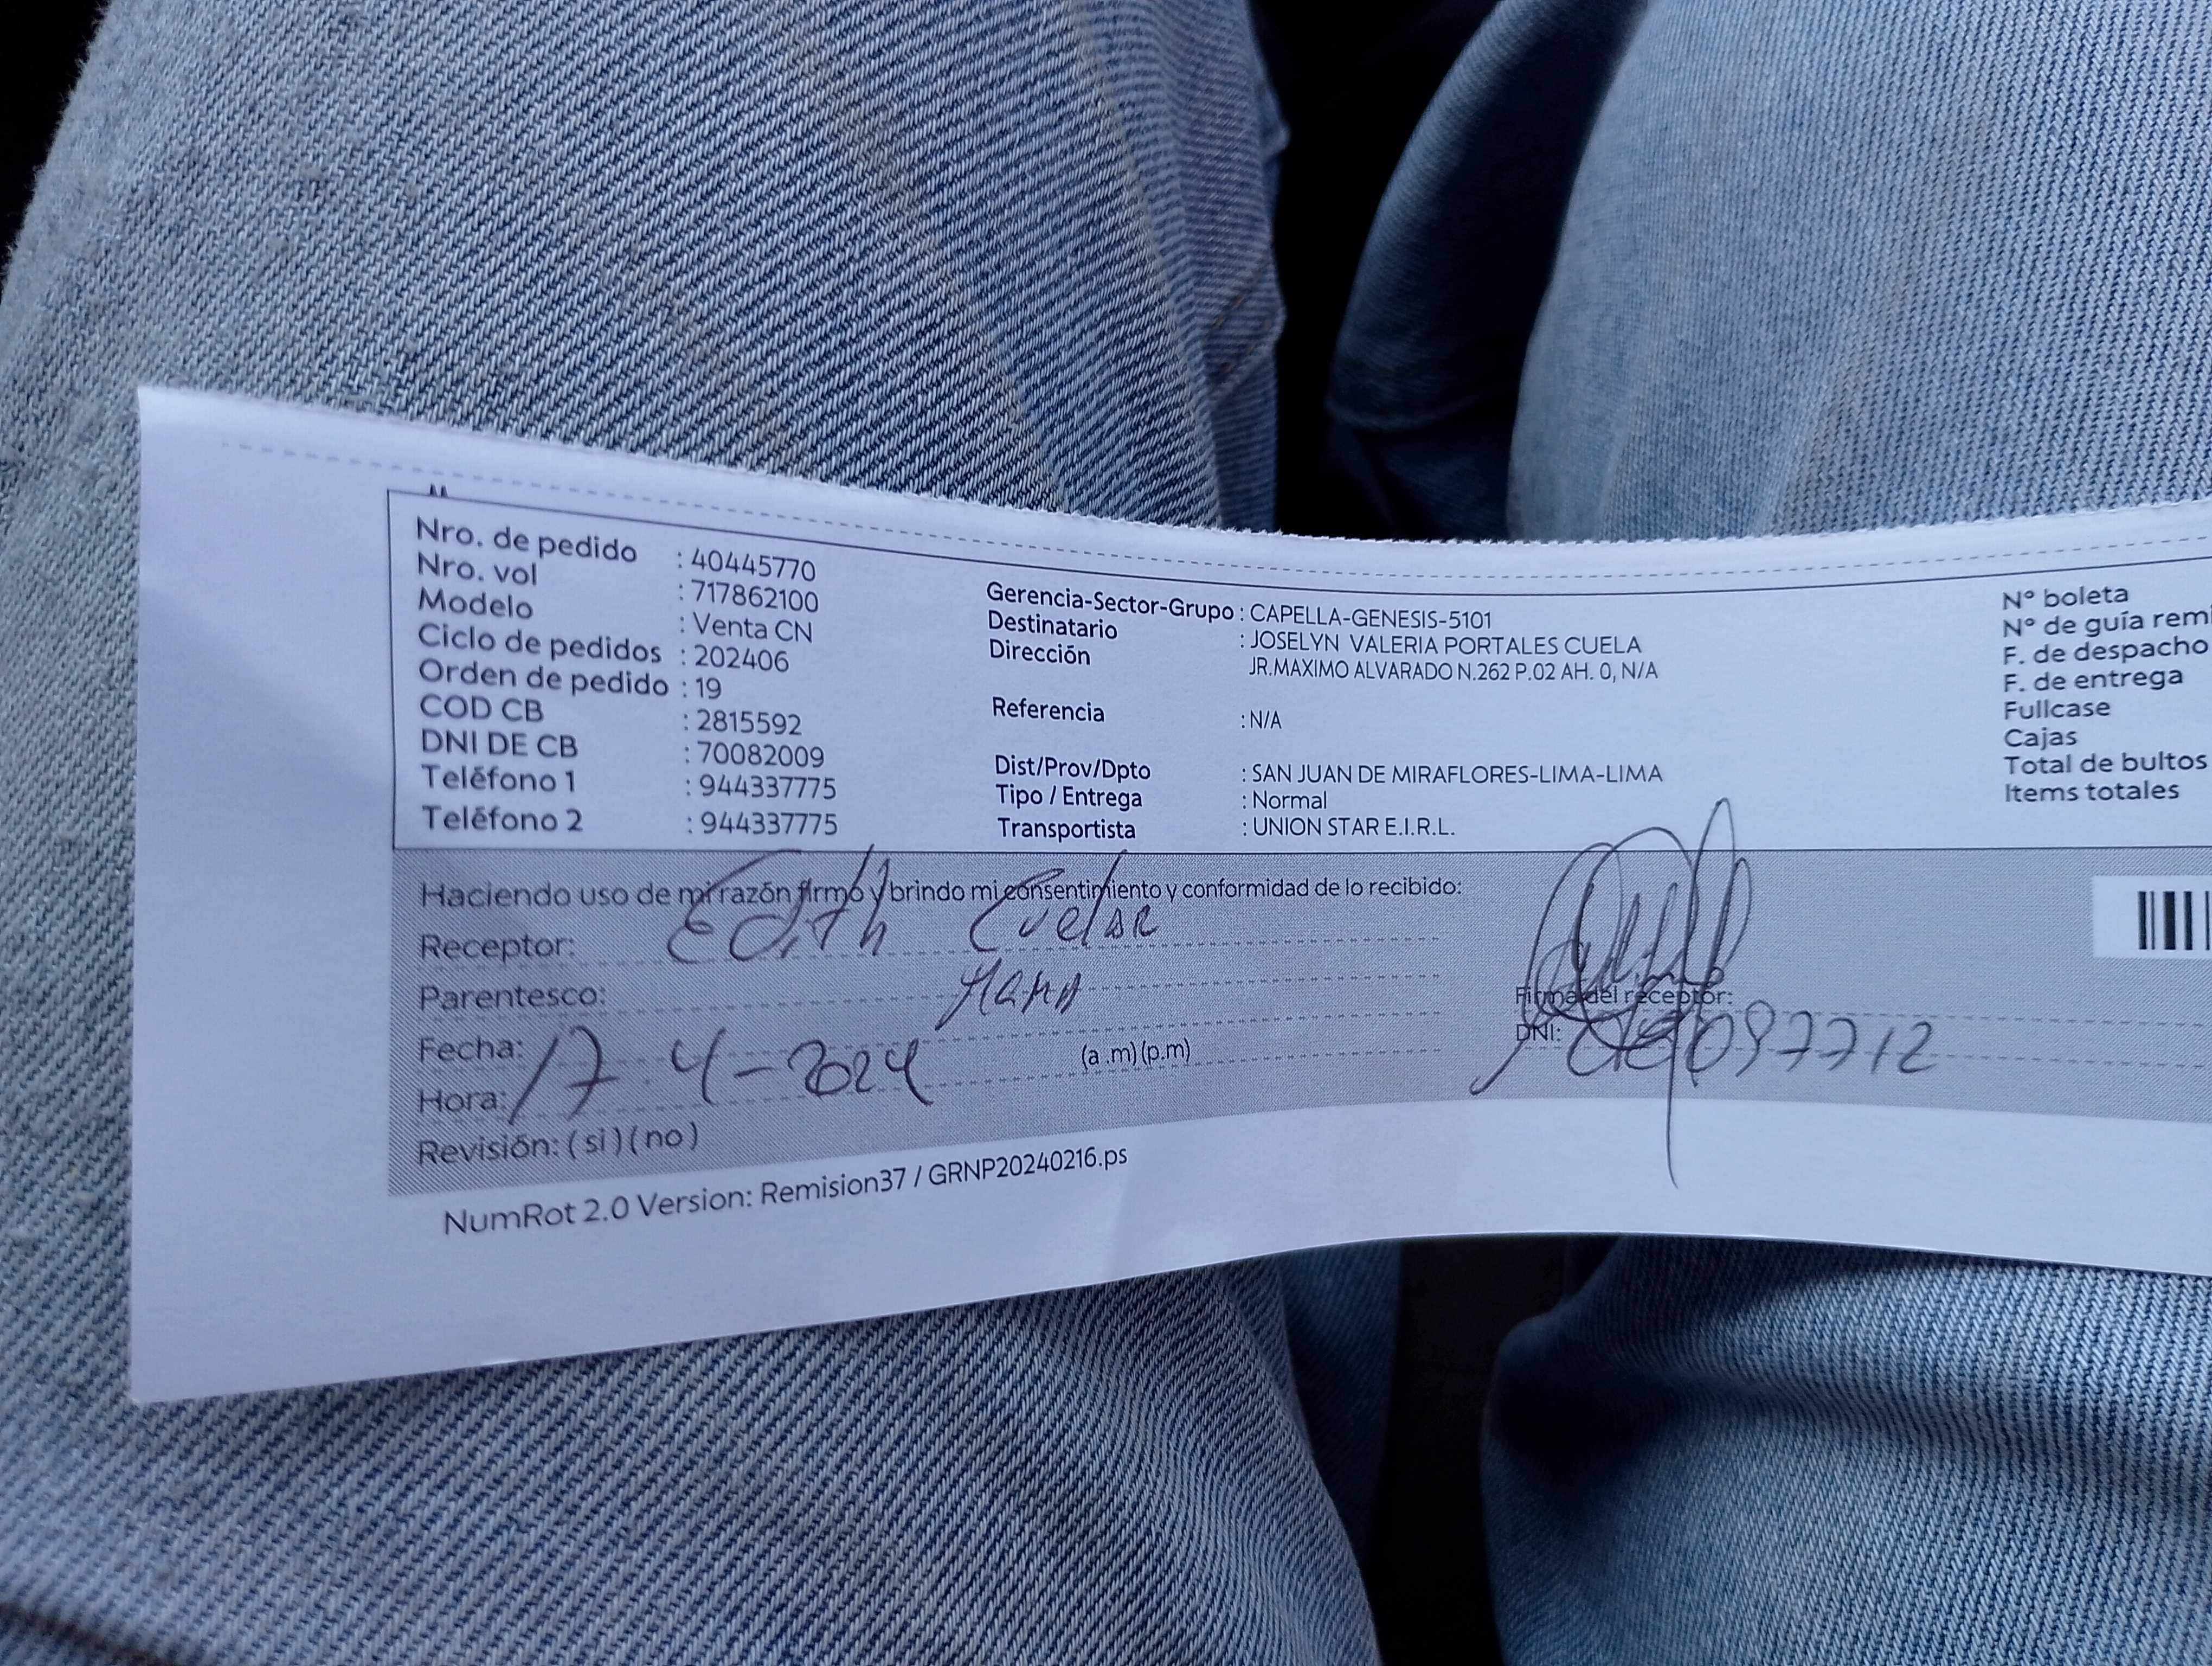 Nro. de pedido : 40445770
Nro. vol : 717862100
Modelo : Venta CN
Ciclo de pedidos : 202406
Orden de pedido : 19
COD CB : 2815592
DNI DE CB : 70082009
Teléfono 1 : 944337775
Teléfono 2 : 944337775
Gerencia-Sector-Grupo : CAPELLA-GENESIS-5101
Destinatario : JOSELYN VALERIA PORTALES CUELA
Dirección JR.MAXIMO ALVARADO N.262 P.02 AH. 0, N/A
Referencia : N/A
Dist/Prov/Dpto : SAN JUAN DE MIRAFLORES-LIMA-LIMA
Tipo / Entrega : Normal
Transportista : UNION STAR E.I.R.L.
N° boleta
N° de guía rem
F. de despacho
F. de entrega
Fullcase
Cajas
Total de bultos
Items totales
Haciendo uso de mi razón firmo y brindo mi consentimiento y conformidad de lo recibido:
Receptor: Edith Cuelar
Parentesco: Mama
Fecha: 17 4-2024
Hora: (a .m) (p.m)
Revisión: (si) (no)
Firma del receptor:
DNI:
NumRot 2.0 Version: Remision37 / GRNP20240216.ps